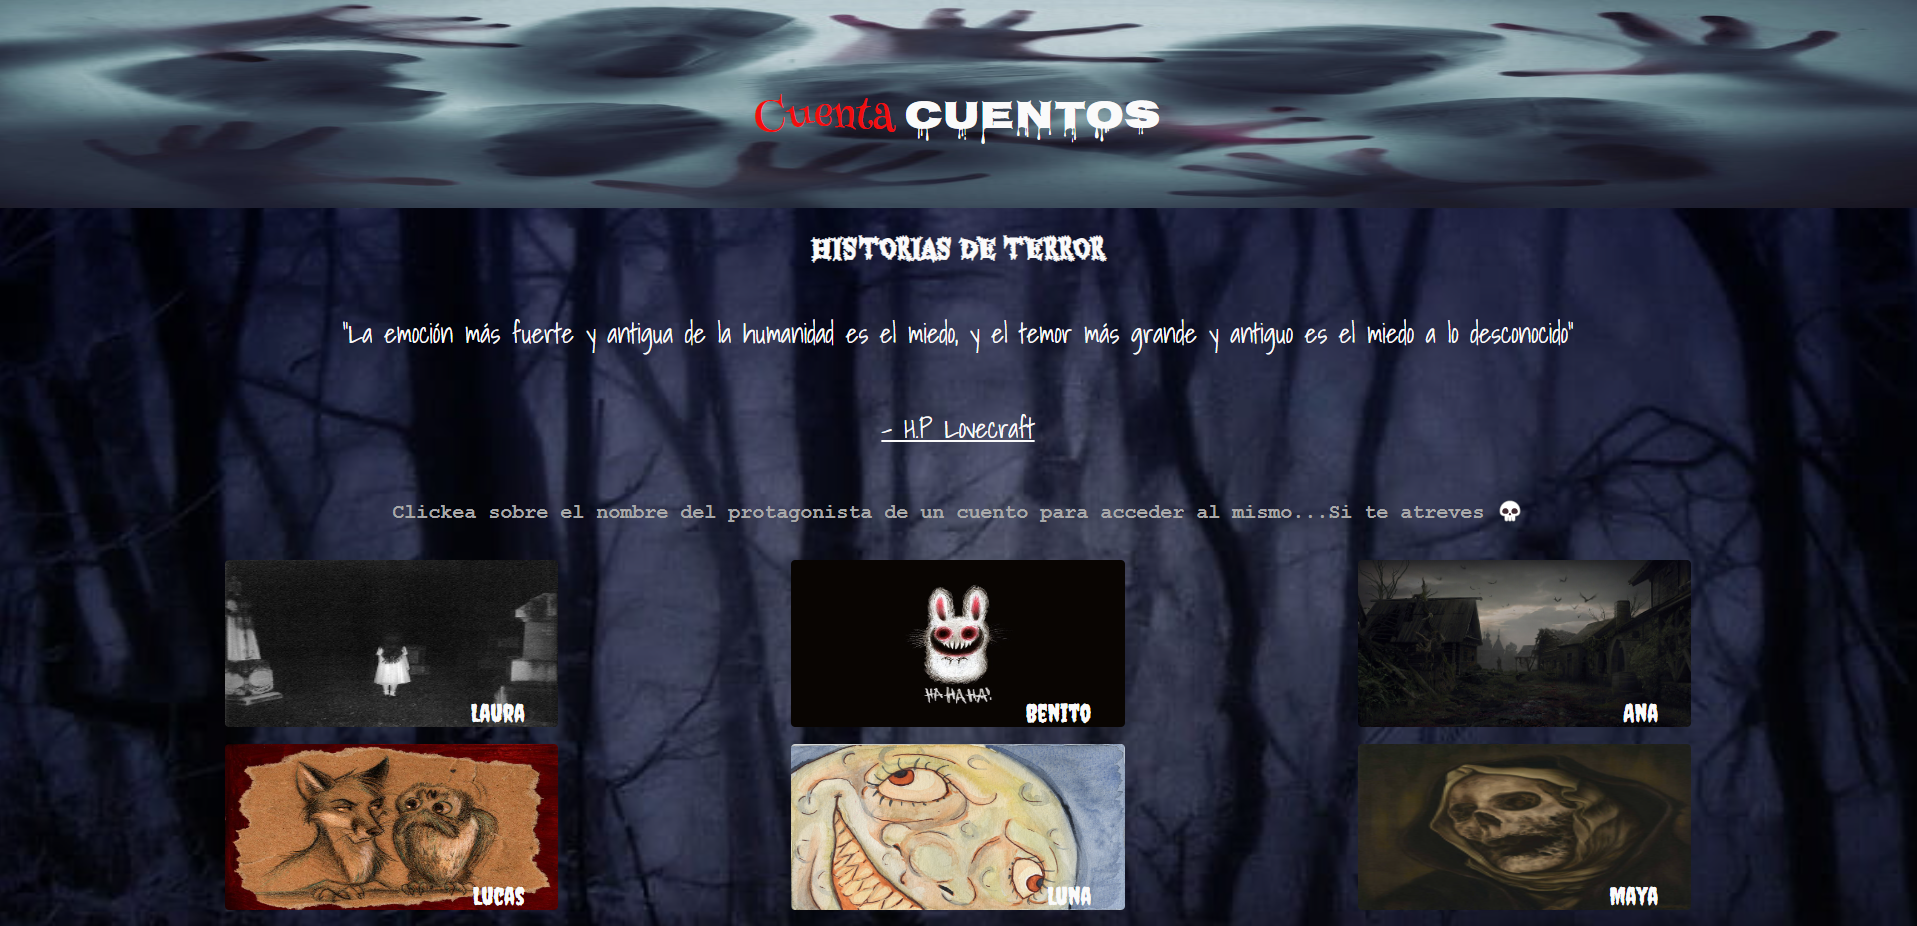 Cuenta CUENTOS
HISTORIAS DE TERROR
"La emoción más fuerte y antigua de la humanidad es el miedo, y el temor más grande y antiguo es el miedo a lo desconocido"
- H.P Lovecraft
Clickea sobre el nombre del protagonista de un cuento para acceder al mismo...Si te atreves 💀
HA HA HA!
LAURA
BENITO
ANA
LUCAS
LUNA
MAYA